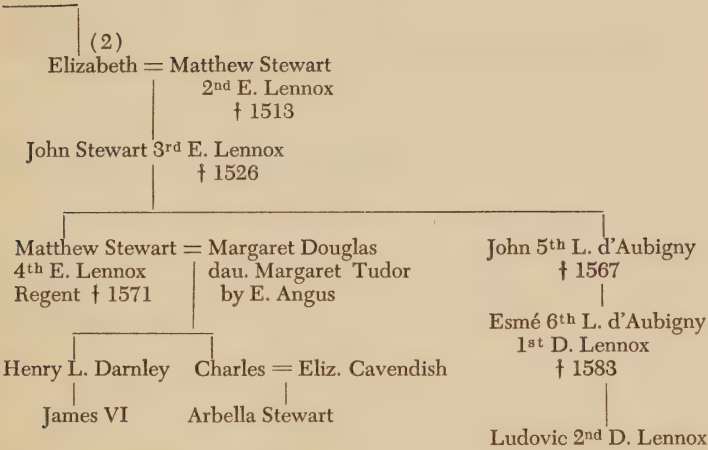 (2)
Elizabeth = Matthew Stewart
2nd E. Lennox
† 1513
John Stewart 3rd E. Lennox
† 1526
Matthew Stewart = Margaret Douglas
4th E. Lennox dau. Margaret Tudor
Regent † 1571 by E. Angus
John 5th L. d'Aubigny
† 1567
Esmé 6th L. d'Aubigny
1st D. Lennox
† 1583
Henry L. Darnley Charles = Eliz. Cavendish
James VI Arbella Stewart
Ludovic 2nd D. Lennox